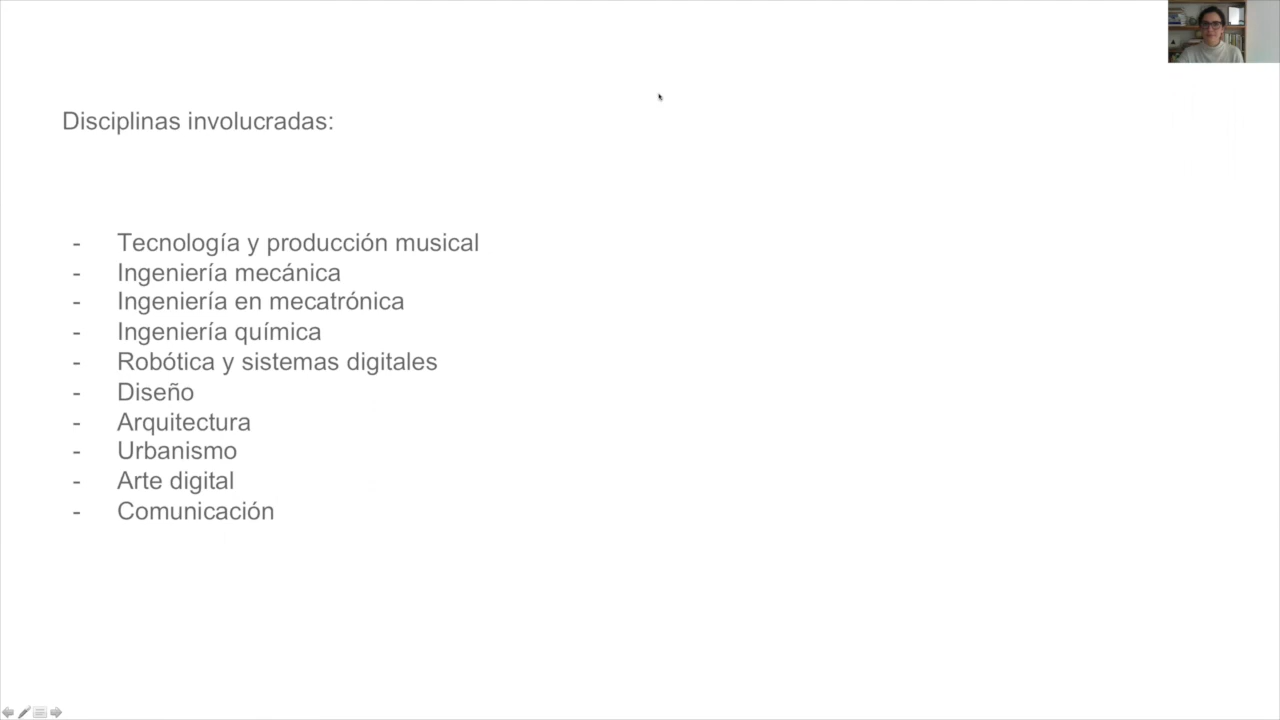 Disciplinas involucradas:
- Tecnología y producción musical
- Ingeniería mecánica
- Ingeniería en mecatrónica
- Ingeniería química
- Robótica y sistemas digitales
- Diseño
- Arquitectura
- Urbanismo
- Arte digital
- Comunicación